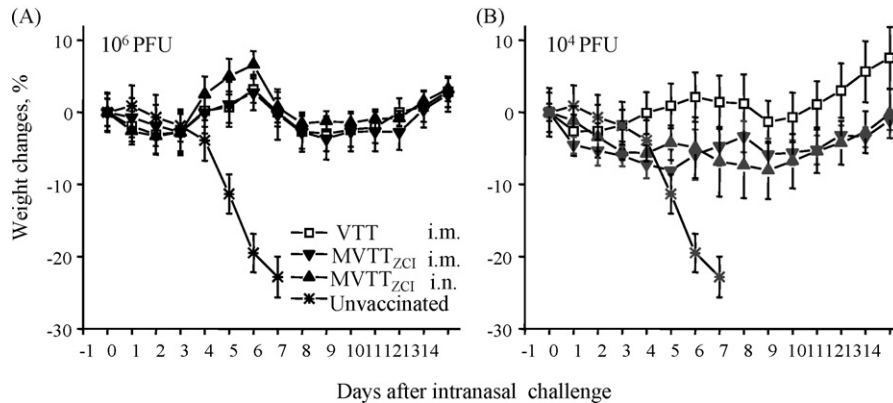 (A)
(B)
10
10⁶ PFU
10
10⁴ PFU
Weight changes, %
0
0
-10
-10
-20
-20
VTT i.m.
MVTT_ZCI i.m.
MVTT_ZCI i.n.
Unvaccinated
-30
-30
-1 0 1 2 3 4 5 6 7 8 9 1011121314
-1 0 1 2 3 4 5 6 7 8 9 1011121314
Days after intranasal challenge